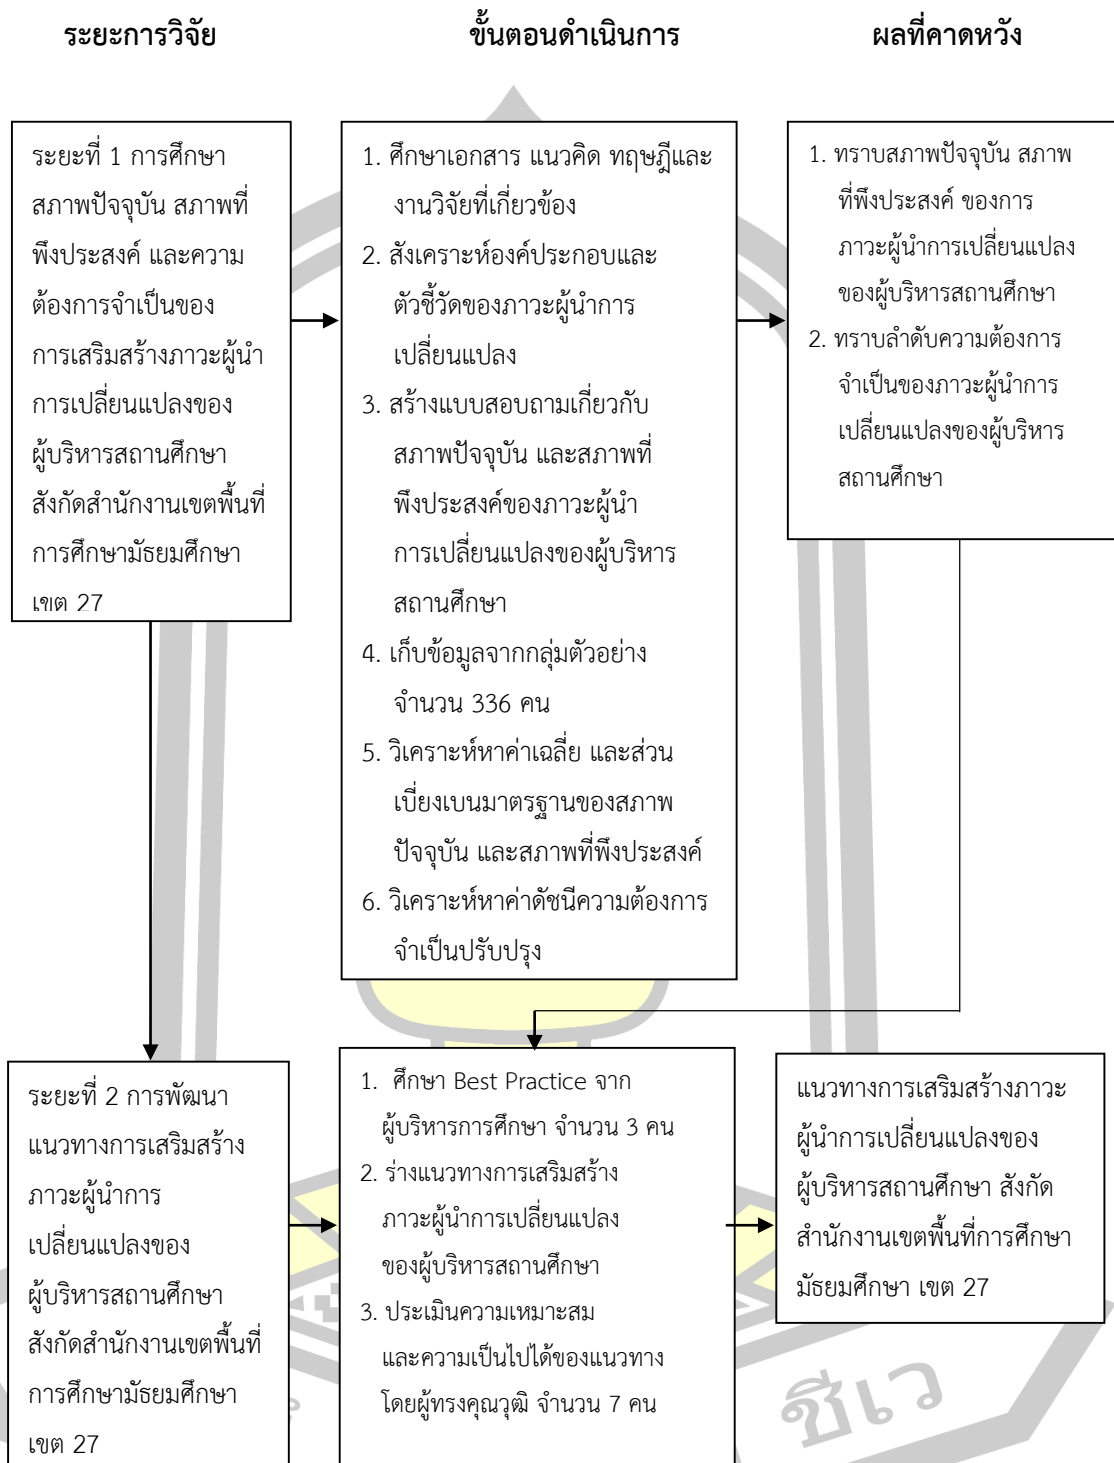 ระยะการวิจัย
ขั้นตอนดำเนินการ
ผลที่คาดหวัง
ระยะที่ 1 การศึกษา
สภาพปัจจุบัน สภาพที่
พึงประสงค์ และความ
ต้องการจำเป็นของ
การเสริมสร้างภาวะผู้นำ
การเปลี่ยนแปลงของ
ผู้บริหารสถานศึกษา
สังกัดสำนักงานเขตพื้นที่
การศึกษามัธยมศึกษา
เขต 27
1. ศึกษาเอกสาร แนวคิด ทฤษฎีและ
งานวิจัยที่เกี่ยวข้อง
2. สังเคราะห์องค์ประกอบและ
ตัวชี้วัดของภาวะผู้นำการ
เปลี่ยนแปลง
3. สร้างแบบสอบถามเกี่ยวกับ
สภาพปัจจุบัน และสภาพที่
พึงประสงค์ของภาวะผู้นำ
การเปลี่ยนแปลงของผู้บริหาร
สถานศึกษา
4. เก็บข้อมูลจากกลุ่มตัวอย่าง
จำนวน 336 คน
5. วิเคราะห์หาค่าเฉลี่ย และส่วน
เบี่ยงเบนมาตรฐานของสภาพ
ปัจจุบัน และสภาพที่พึงประสงค์
6. วิเคราะห์หาค่าดัชนีความต้องการ
จำเป็นปรับปรุง
1. ทราบสภาพปัจจุบัน สภาพ
ที่พึงประสงค์ ของการ
ภาวะผู้นำการเปลี่ยนแปลง
ของผู้บริหารสถานศึกษา
2. ทราบลำดับความต้องการ
จำเป็นของภาวะผู้นำการ
เปลี่ยนแปลงของผู้บริหาร
สถานศึกษา
ระยะที่ 2 การพัฒนา
แนวทางการเสริมสร้าง
ภาวะผู้นำการ
เปลี่ยนแปลงของ
ผู้บริหารสถานศึกษา
สังกัดสำนักงานเขตพื้นที่
การศึกษามัธยมศึกษา
เขต 27
1. ศึกษา Best Practice จาก
ผู้บริหารการศึกษา จำนวน 3 คน
2. ร่างแนวทางการเสริมสร้าง
ภาวะผู้นำการเปลี่ยนแปลง
ของผู้บริหารสถานศึกษา
3. ประเมินความเหมาะสม
และความเป็นไปได้ของแนวทาง
โดยผู้ทรงคุณวุฒิ จำนวน 7 คน
แนวทางการเสริมสร้างภาวะ
ผู้นำการเปลี่ยนแปลงของ
ผู้บริหารสถานศึกษา สังกัด
สำนักงานเขตพื้นที่การศึกษา
มัธยมศึกษา เขต 27
ชีเว